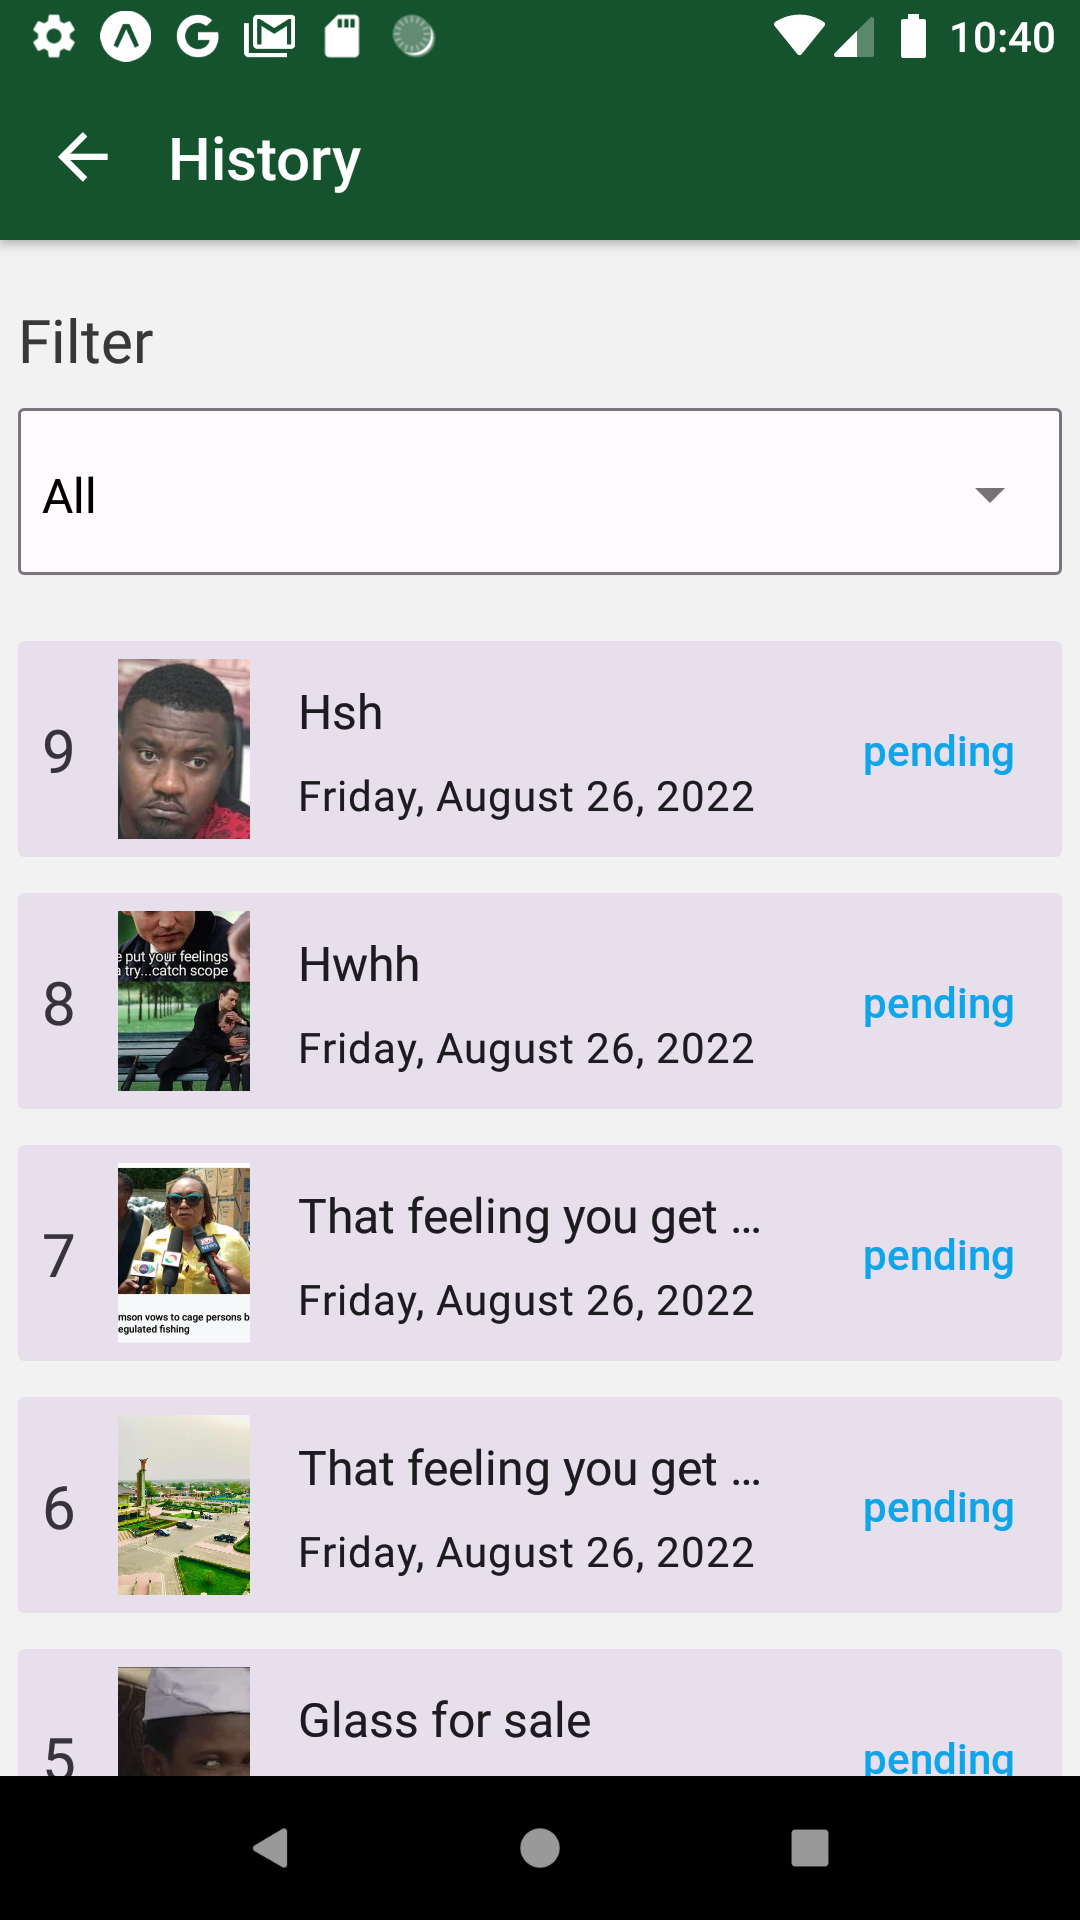 10:40
History
Filter
All
9
Hsh
Friday, August 26, 2022
pending
8
e put your feelings
a try...catch scope
Hwhh
Friday, August 26, 2022
pending
7
NEWS
mson vows to cage persons b
egulated fishing
That feeling you get ...
Friday, August 26, 2022
pending
6
That feeling you get ...
Friday, August 26, 2022
pending
5
Glass for sale
pending